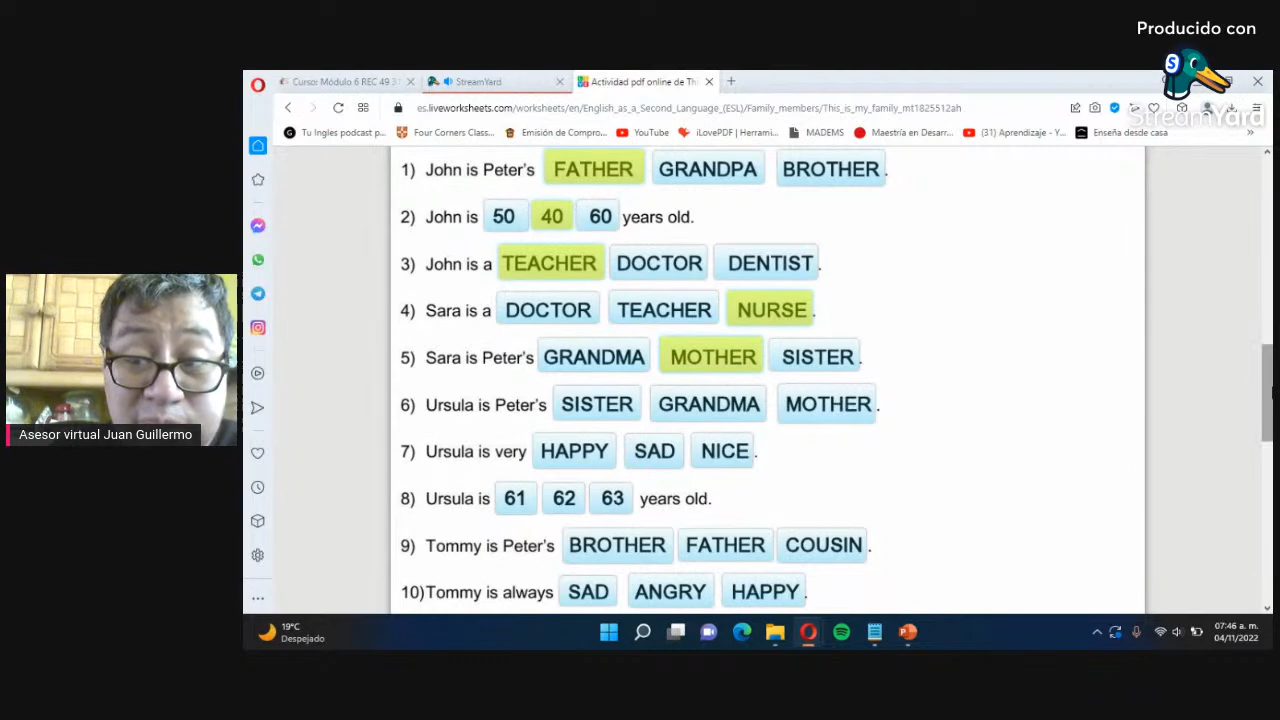 Producido con
StreamYard
Curso: Módulo 6 REC 49 3
StreamYard
Actividad pdf online de Th
es.liveworksheets.com/worksheets/en/English_as_a_Second_Language_(ESL)/Family_members/This_is_my_family_mt1825512ah
Tu Ingles podcast p... Four Corners Class... Emisión de Compro... YouTube iLovePDF | Herrami... MADEMS Maestría en Desarr... (31) Aprendizaje - Y... Enseña desde casa
1) John is Peter's FATHER GRANDPA BROTHER.
2) John is 50 40 60 years old.
3) John is a TEACHER DOCTOR DENTIST.
4) Sara is a DOCTOR TEACHER NURSE.
5) Sara is Peter's GRANDMA MOTHER SISTER.
6) Ursula is Peter's SISTER GRANDMA MOTHER.
7) Ursula is very HAPPY SAD NICE.
8) Ursula is 61 62 63 years old.
9) Tommy is Peter's BROTHER FATHER COUSIN.
10)Tommy is always SAD ANGRY HAPPY.
Asesor virtual Juan Guillermo
19°C
Despejado
07:46 a. m.
04/11/2022